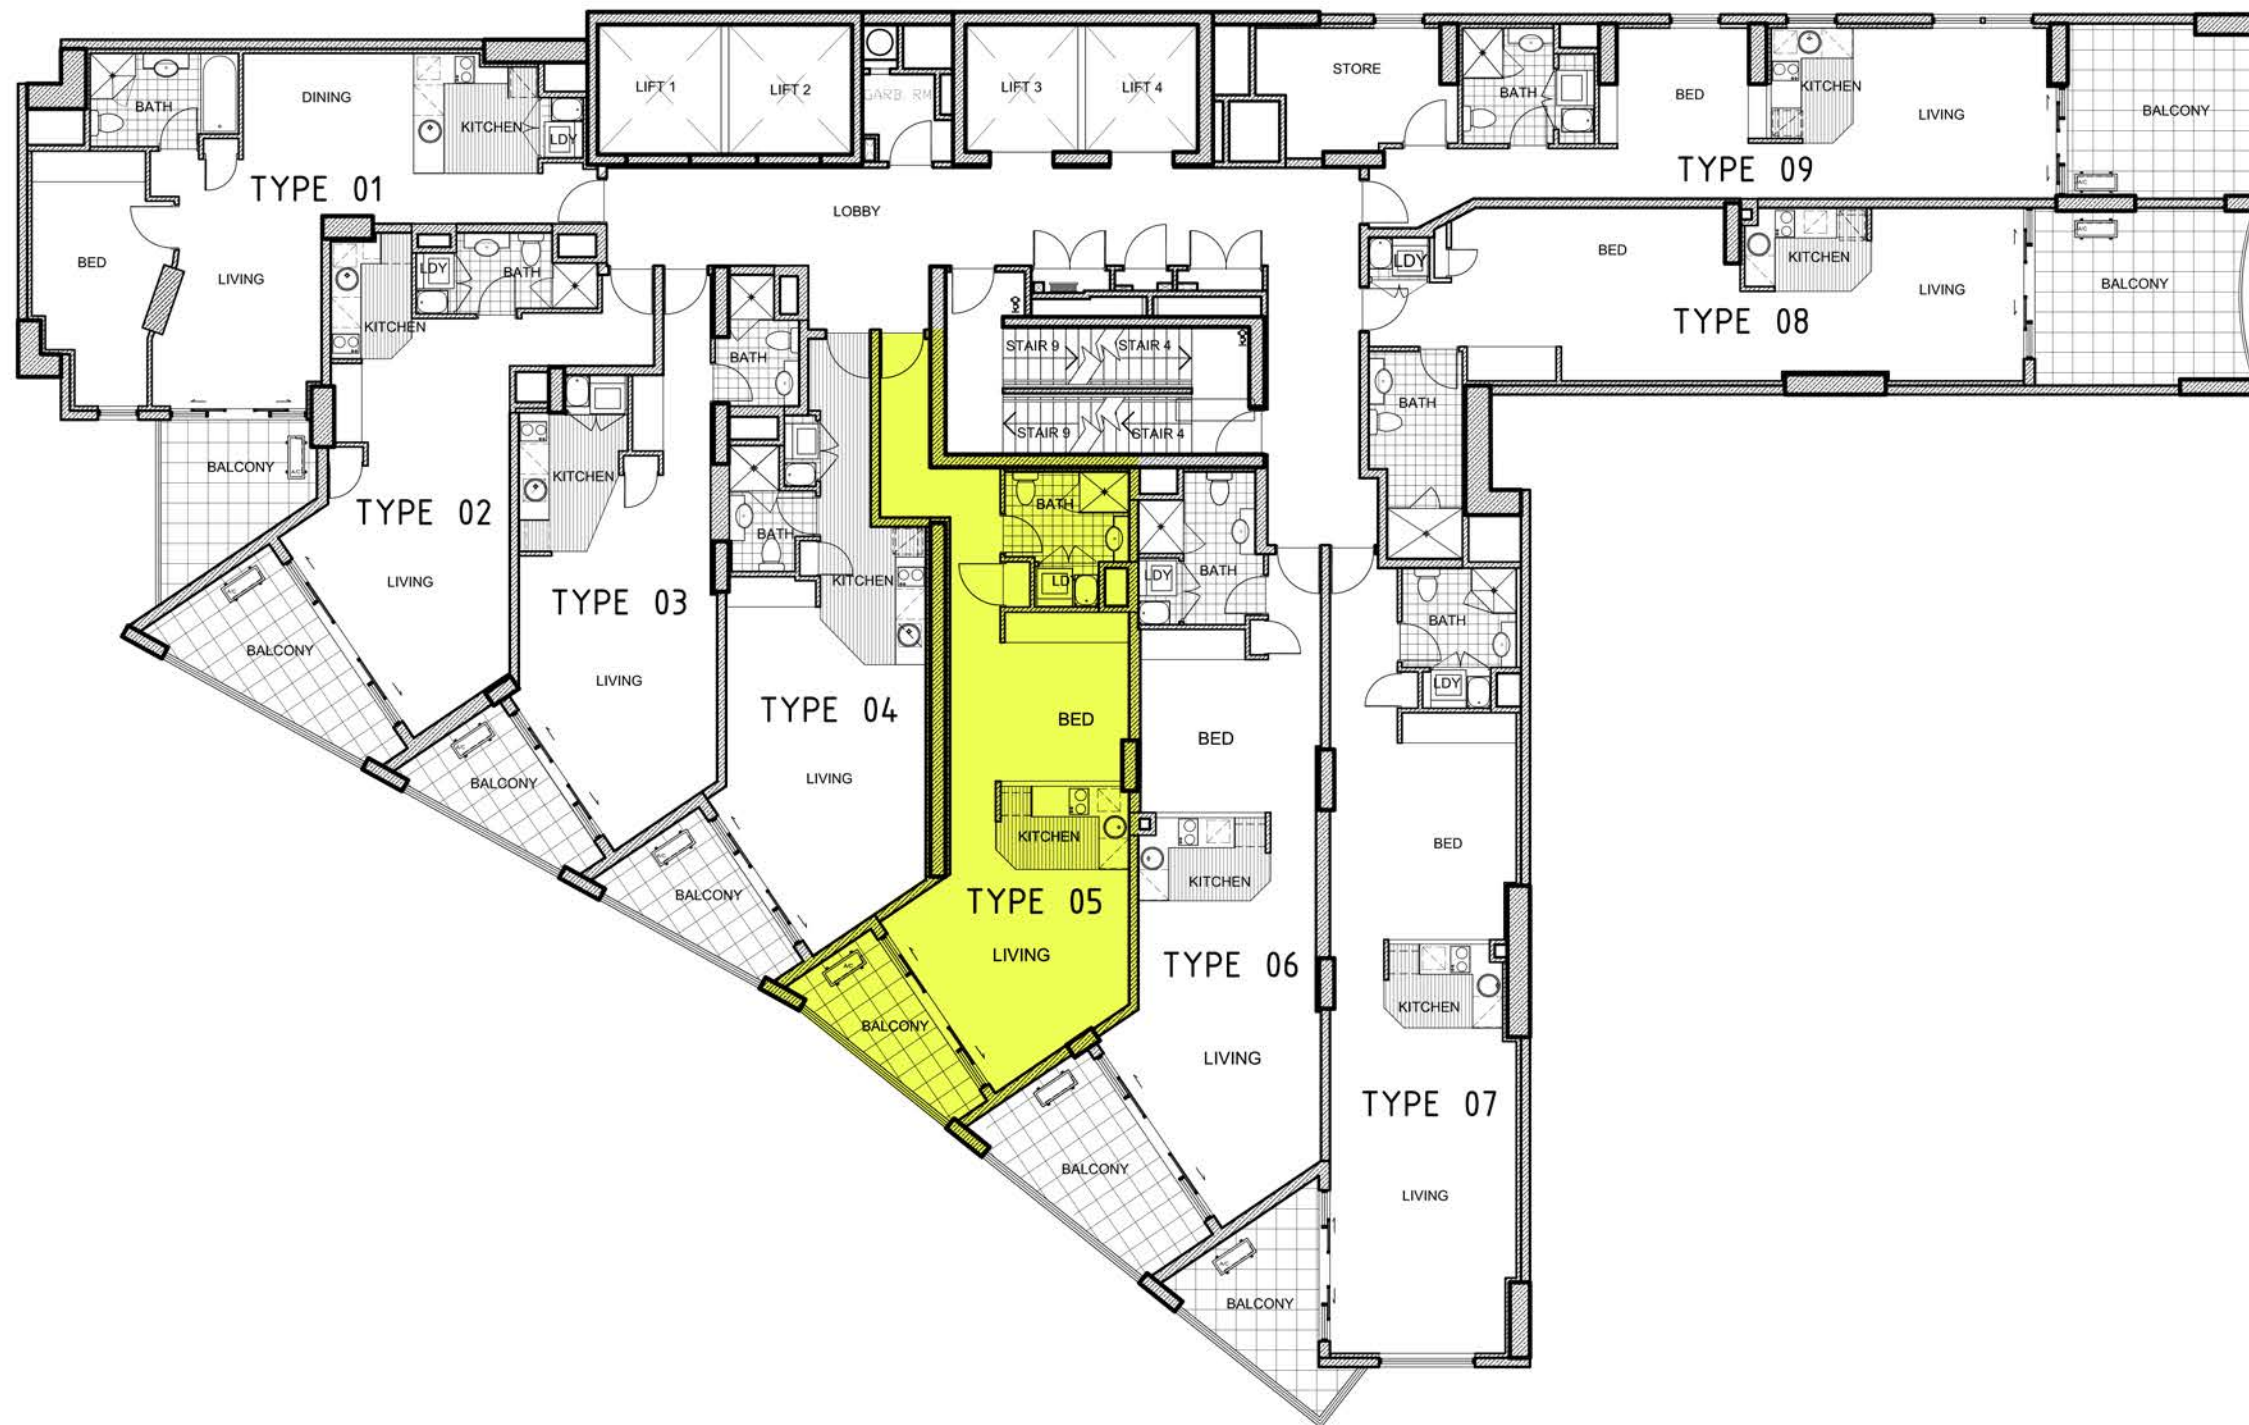 LIFT 1
LIFT 2
GARB. RM
LIFT 3
LIFT 4
STORE
BATH
BED
KITCHEN
LIVING
BALCONY
A/C
TYPE 09
BATH
DINING
KITCHEN
LDY
TYPE 01
BED
LIVING
BALCONY
LOBBY
LDY
BATH
KITCHEN
TYPE 02
LIVING
BALCONY
A/C
LDY
BED
KITCHEN
LIVING
BALCONY
A/C
TYPE 08
BATH
STAIR 9
STAIR 4
STAIR 9
STAIR 4
BATH
KITCHEN
TYPE 03
LIVING
BALCONY
A/C
BATH
KITCHEN
TYPE 04
LIVING
BALCONY
A/C
BATH
LDY
BED
KITCHEN
TYPE 05
LIVING
BALCONY
A/C
LDY
BATH
BED
KITCHEN
TYPE 06
LIVING
BALCONY
A/C
BATH
LDY
BED
KITCHEN
TYPE 07
LIVING
BALCONY
A/C